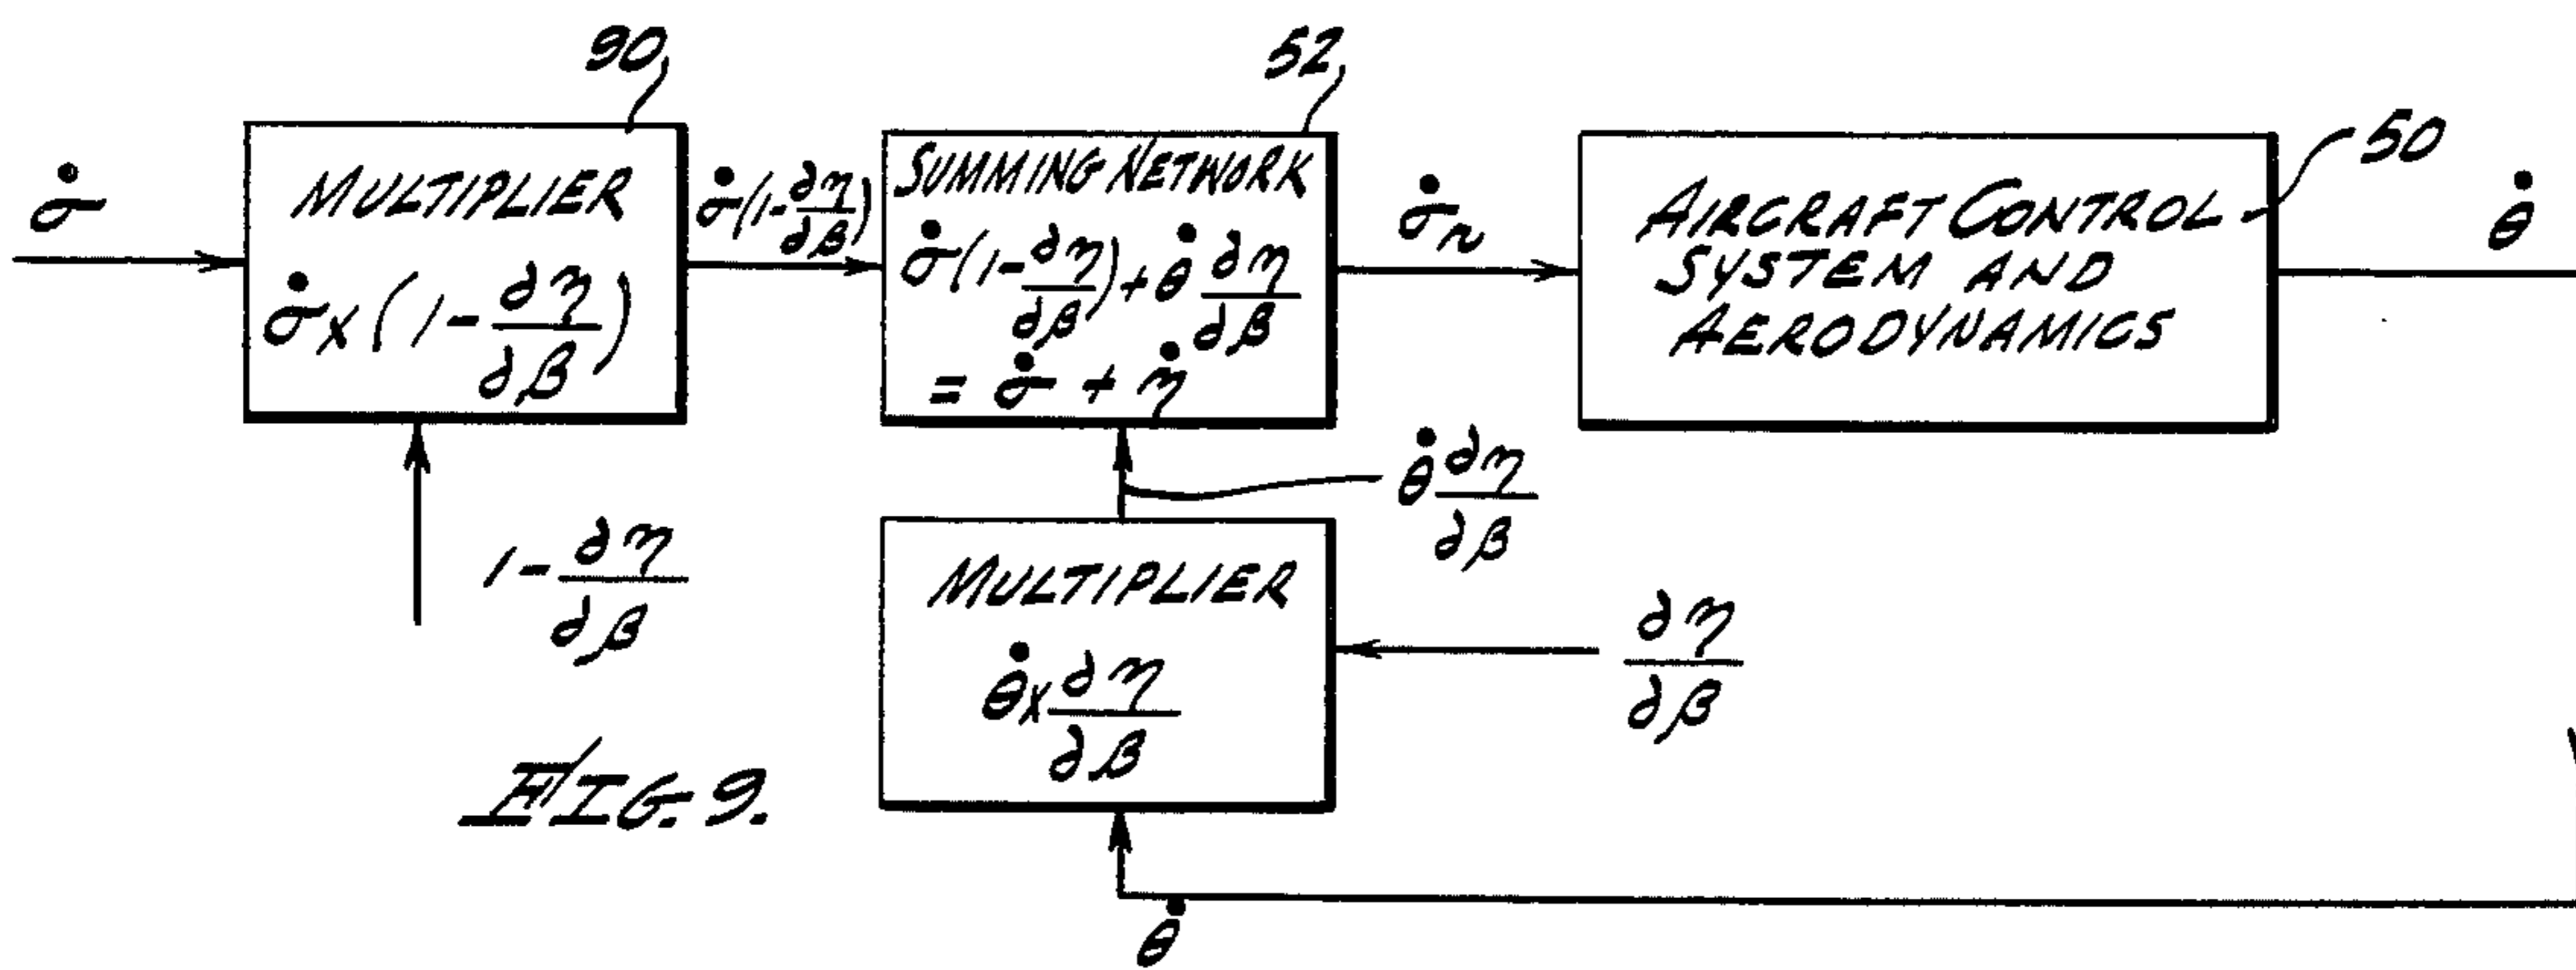 90
52
50
σ̇
MULTIPLIER
σ̇ x (1 - ∂η/∂β)
σ̇(1-∂η/∂β)
SUMMING NETWORK
σ̇(1-∂η/∂β) + θ̇ ∂η/∂β
= σ̇ + η̇
σ̇n
AIRCRAFT CONTROL
SYSTEM AND
AERODYNAMICS
θ̇
1 - ∂η/∂β
θ̇ ∂η/∂β
MULTIPLIER
θ̇ x ∂η/∂β
∂η/∂β
FIG. 9.
θ̇